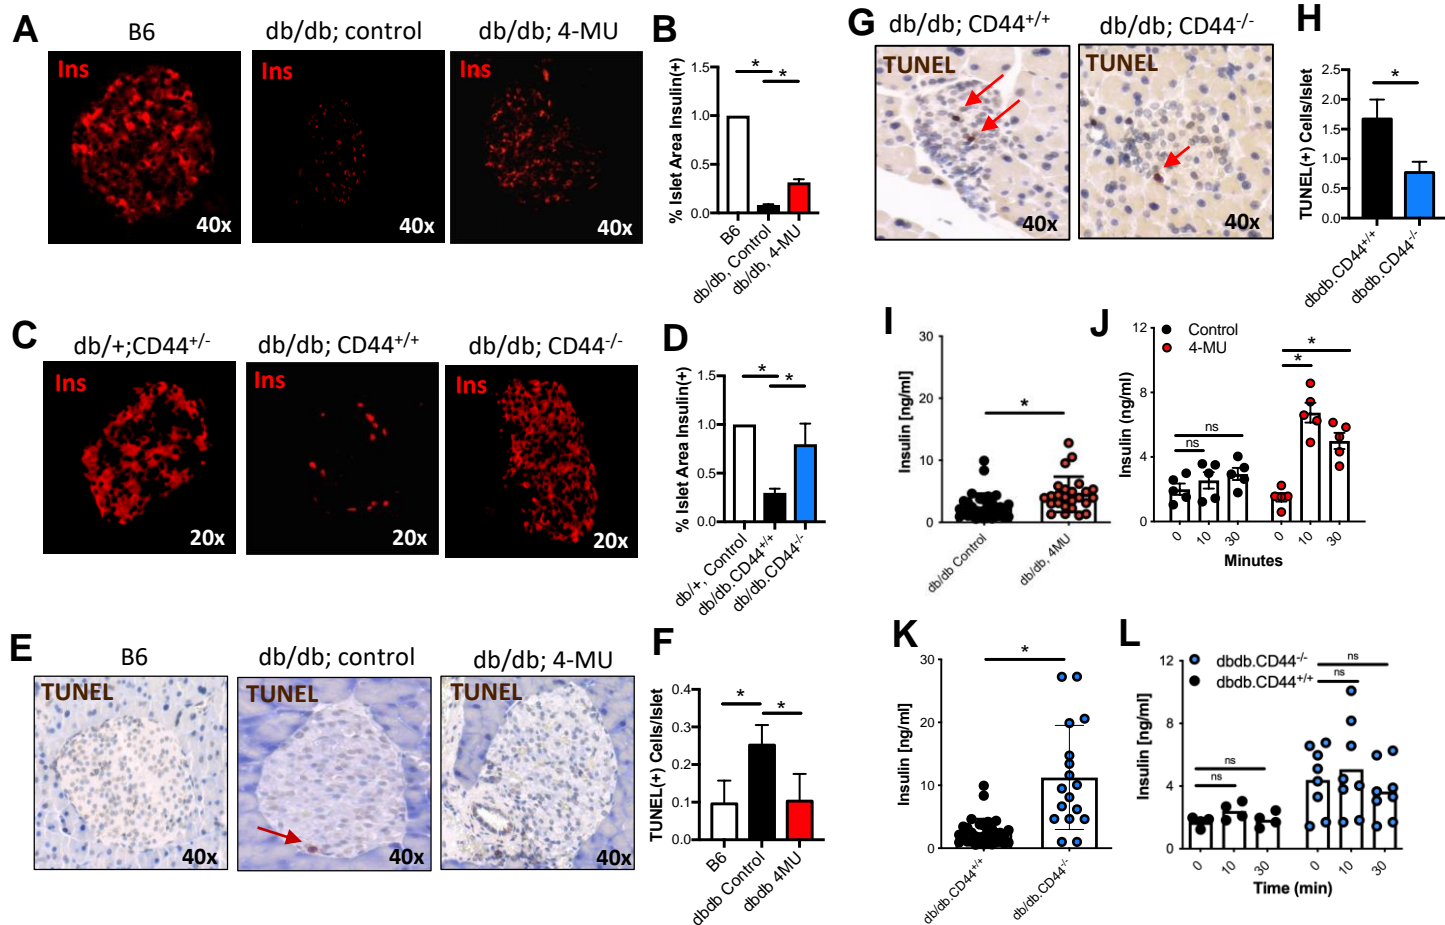 A
B6
db/db; control
db/db; 4-MU
Ins
40x
40x
40x
B
% Islet Area Insulin(+)
1.5
1.0
0.5
0.0
*
*
B6
db/db, Control
db/db, 4-MU
C
db/+;CD44+/-
db/db; CD44+/+
db/db; CD44-/-
Ins
Ins
Ins
20x
20x
20x
D
% Islet Area Insulin(+)
1.5
1.0
0.5
0.0
*
*
db/+, Control
db/db.CD44+/+
db/db.CD44-/-
E
B6
db/db; control
db/db; 4-MU
TUNEL
TUNEL
TUNEL
40x
40x
40x
F
TUNEL(+) Cells/Islet
0.4
0.3
0.2
0.1
0.0
*
*
B6
dbdb Control
dbdb 4MU
G
db/db; CD44+/+
db/db; CD44-/-
TUNEL
TUNEL
40x
40x
H
TUNEL(+) Cells/Islet
2.5
2.0
1.5
1.0
0.5
0.0
*
dbdb.CD44+/+
dbdb.CD44-/-
I
Insulin [ng/ml]
30
20
10
0
*
db/db Control
db/db, 4MU
J
Control
4-MU
Insulin (ng/ml)
12
8
4
0
ns
ns
*
*
0
10
30
0
10
30
Minutes
K
Insulin [ng/ml]
30
20
10
0
*
db/db.CD44+/+
db/db.CD44-/-
L
dbdb.CD44-/-
dbdb.CD44+/+
Insulin [ng/ml]
12
8
4
0
ns
ns
ns
ns
0
10
30
0
10
30
Time (min)